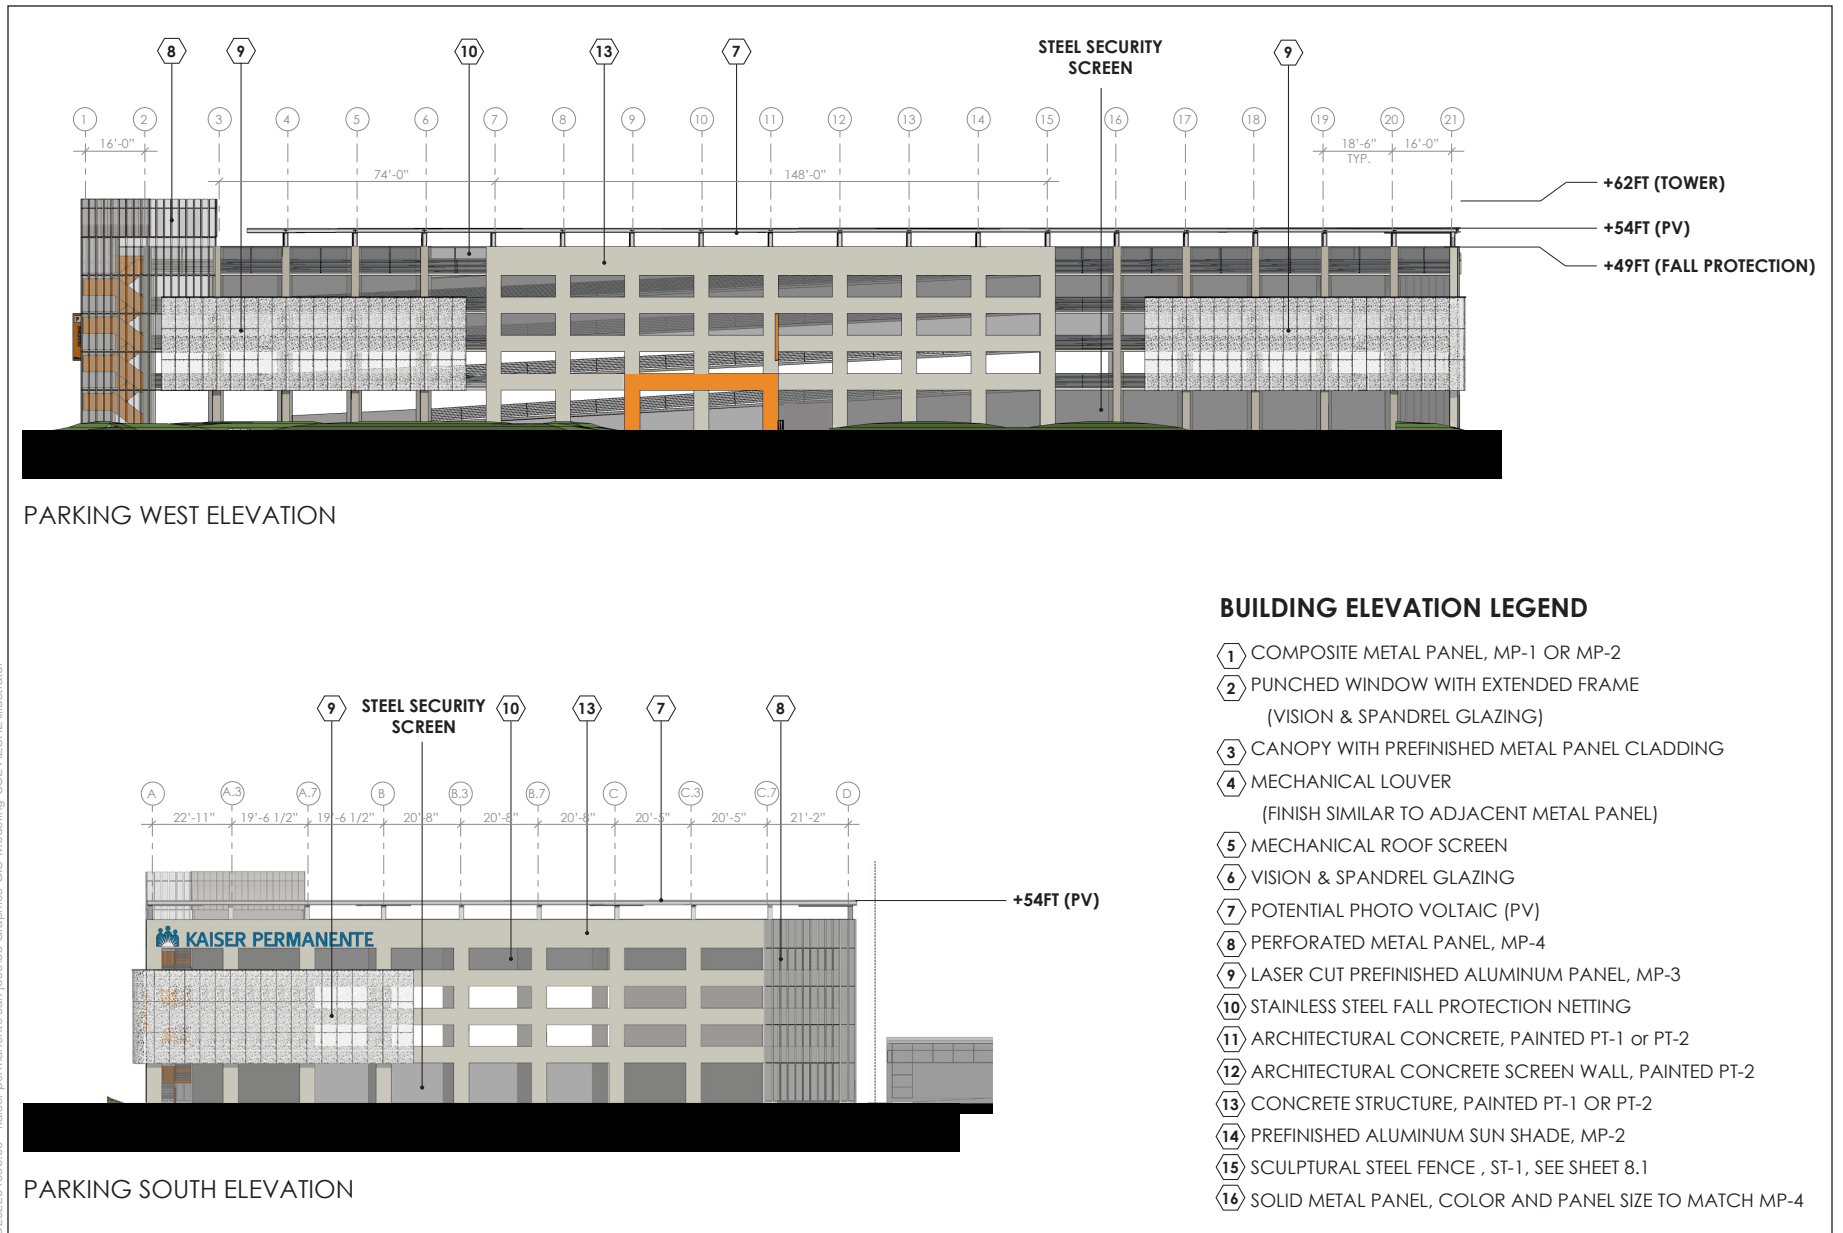 8 9 10 13 7 STEEL SECURITY SCREEN 9
1 2 3 4 5 6 7 8 9 10 11 12 13 14 15 16 17 18 19 20 21
16'-0" 18'-6" 16'-0"
TYP.
74'-0" 148'-0"
+62FT (TOWER)
+54FT (PV)
+49FT (FALL PROTECTION)
PARKING WEST ELEVATION
9 STEEL SECURITY SCREEN 10 13 7 8
A A.3 A.7 B B.3 B.7 C C.3 C.7 D
22'-11" 19'-6 1/2" 19'-6 1/2" 20'-8" 20'-8" 20'-8" 20'-5" 20'-5" 21'-2"
+54FT (PV)
KAISER PERMANENTE
PARKING SOUTH ELEVATION
BUILDING ELEVATION LEGEND
1 COMPOSITE METAL PANEL, MP-1 OR MP-2
2 PUNCHED WINDOW WITH EXTENDED FRAME
(VISION & SPANDREL GLAZING)
3 CANOPY WITH PREFINISHED METAL PANEL CLADDING
4 MECHANICAL LOUVER
(FINISH SIMILAR TO ADJACENT METAL PANEL)
5 MECHANICAL ROOF SCREEN
6 VISION & SPANDREL GLAZING
7 POTENTIAL PHOTO VOLTAIC (PV)
8 PERFORATED METAL PANEL, MP-4
9 LASER CUT PREFINISHED ALUMINUM PANEL, MP-3
10 STAINLESS STEEL FALL PROTECTION NETTING
11 ARCHITECTURAL CONCRETE, PAINTED PT-1 or PT-2
12 ARCHITECTURAL CONCRETE SCREEN WALL, PAINTED PT-2
13 CONCRETE STRUCTURE, PAINTED PT-1 OR PT-2
14 PREFINISHED ALUMINUM SUN SHADE, MP-2
15 SCULPTURAL STEEL FENCE , ST-1, SEE SHEET 8.1
16 SOLID METAL PANEL, COLOR AND PANEL SIZE TO MATCH MP-4